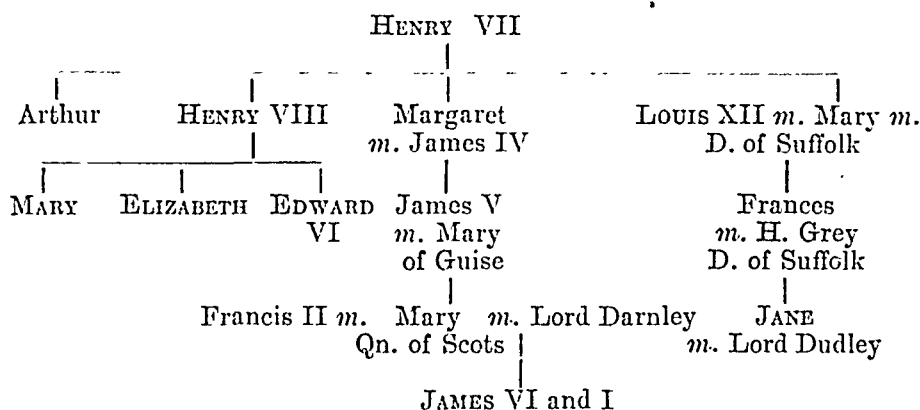 HENRY VII
Arthur HENRY VIII Margaret LOUIS XII m. Mary m.
m. James IV D. of Suffolk
MARY ELIZABETH EDWARD James V Frances
VI m. Mary m. H. Grey
of Guise D. of Suffolk
Francis II m. Mary m. Lord Darnley JANE
Qn. of Scots m. Lord Dudley
JAMES VI and I